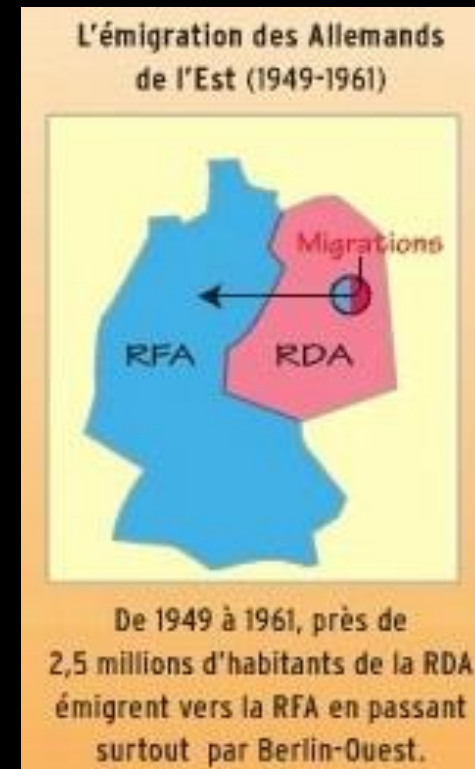 L'émigration des Allemands
de l'Est (1949-1961)
Migrations
RFA
RDA
De 1949 à 1961, près de
2,5 millions d'habitants de la RDA
émigrent vers la RFA en passant
surtout par Berlin-Ouest.